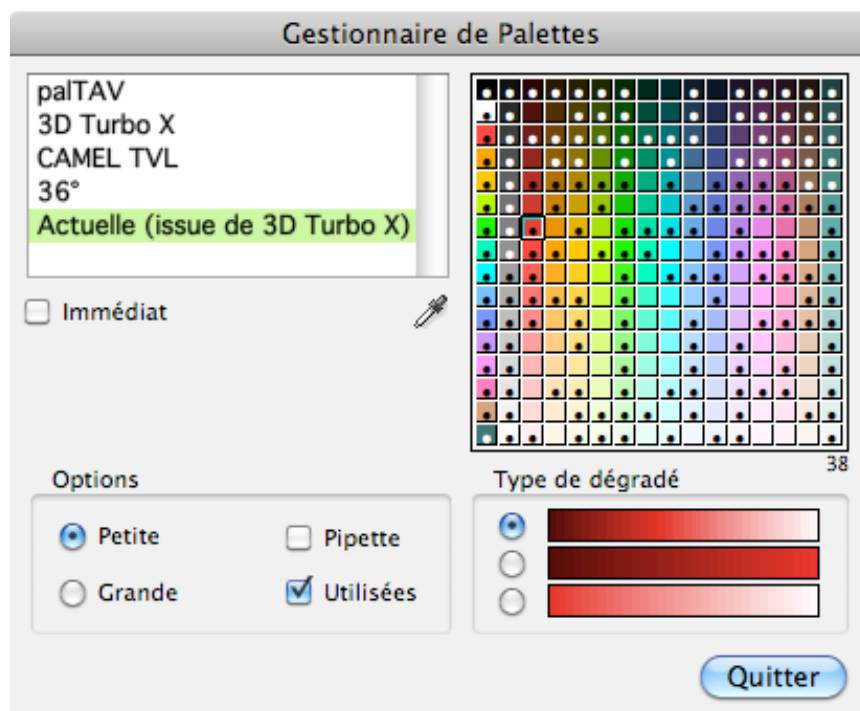 Gestionnaire de Palettes
palTAV
3D Turbo X
CAMEL TVL
36°
Actuelle (issue de 3D Turbo X)
Immédiat
38
Options
Petite
Pipette
Grande
Utilisées
Type de dégradé
Quitter